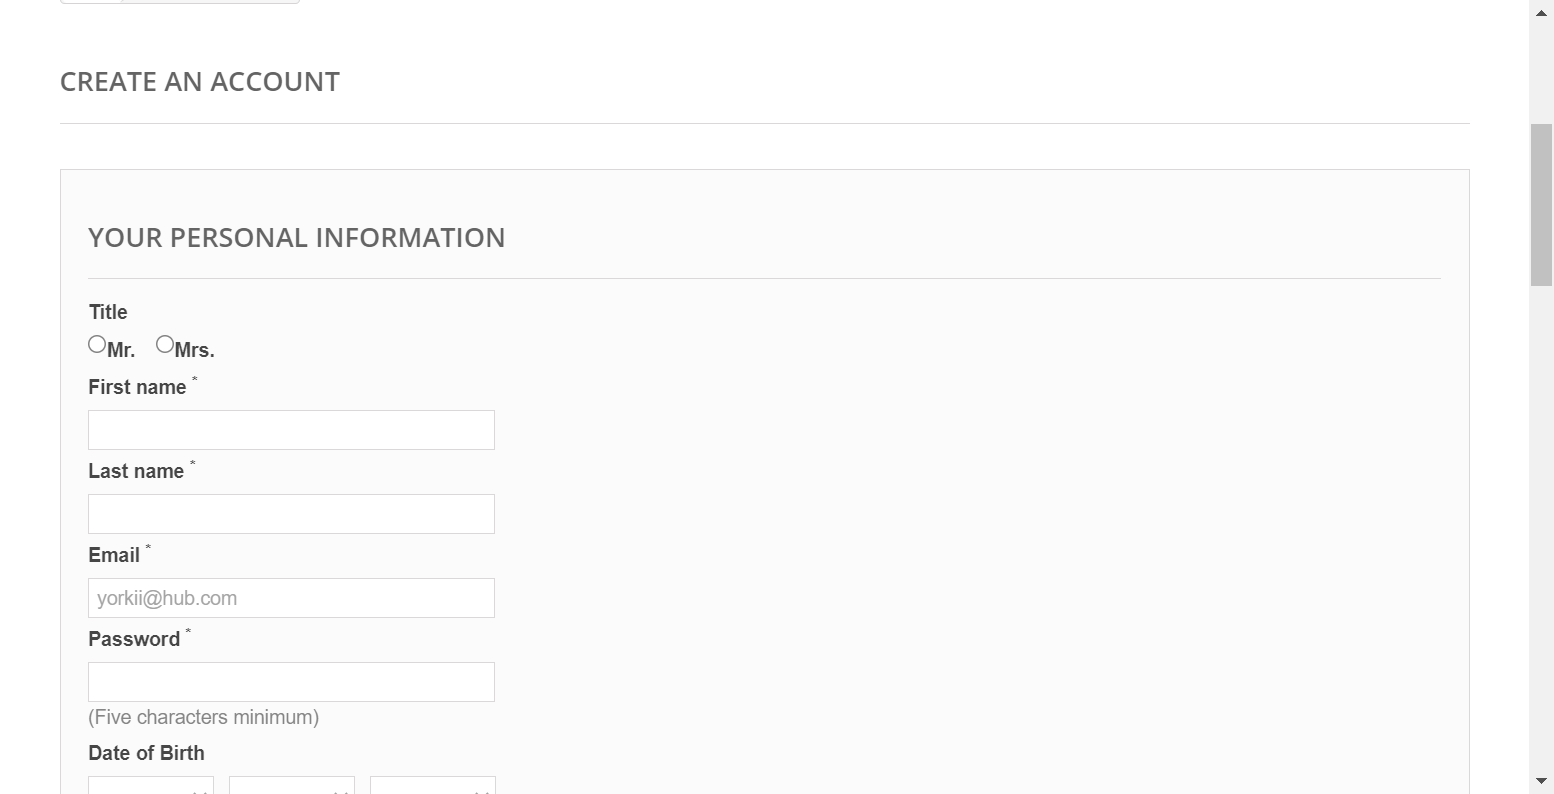 CREATE AN ACCOUNT
YOUR PERSONAL INFORMATION
Title
Mr. Mrs.
First name *
Last name *
Email *
yorkii@hub.com
Password *
(Five characters minimum)
Date of Birth